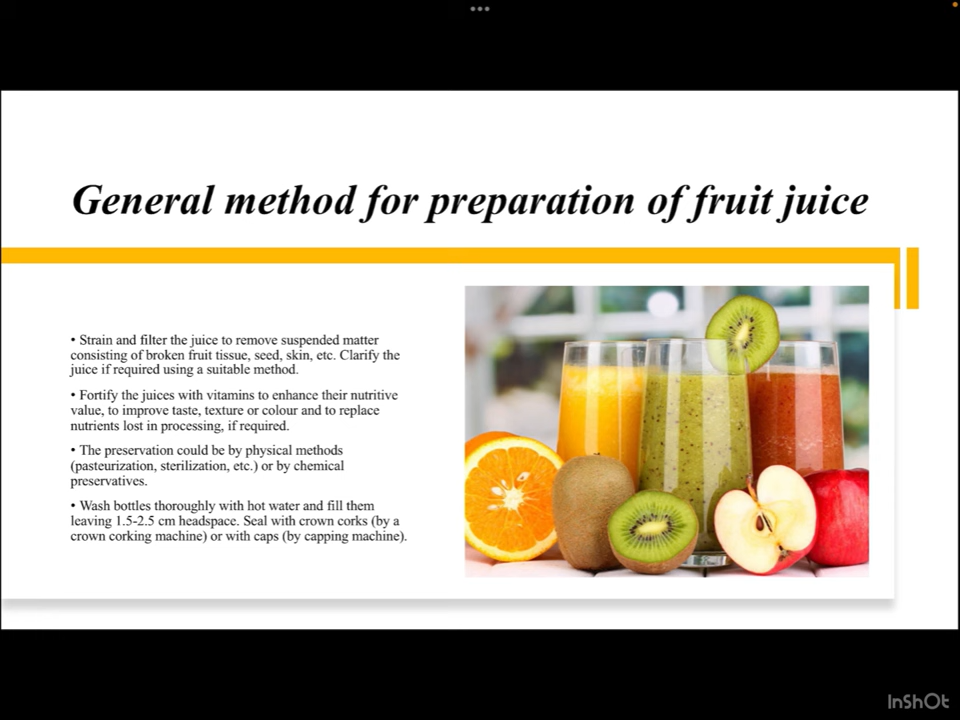 General method for preparation of fruit juice
• Strain and filter the juice to remove suspended matter
consisting of broken fruit tissue, seed, skin, etc. Clarify the
juice if required using a suitable method.
• Fortify the juices with vitamins to enhance their nutritive
value, to improve taste, texture or colour and to replace
nutrients lost in processing, if required.
• The preservation could be by physical methods
(pasteurization, sterilization, etc.) or by chemical
preservatives.
• Wash bottles thoroughly with hot water and fill them
leaving 1.5-2.5 cm headspace. Seal with crown corks (by a
crown corking machine) or with caps (by capping machine).
InShOt